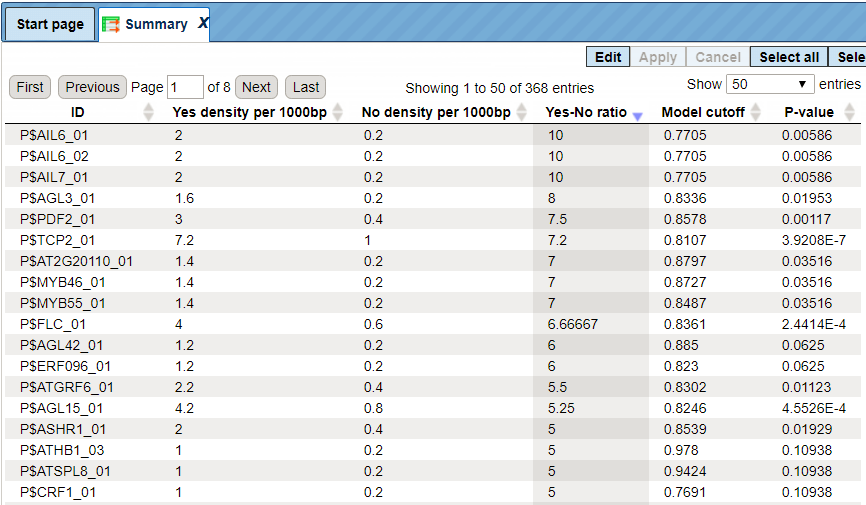 Start page Summary X
Edit Apply Cancel Select all Sele
First Previous Page 1 of 8 Next Last Showing 1 to 50 of 368 entries Show 50 entries
ID Yes density per 1000bp No density per 1000bp Yes-No ratio Model cutoff P-value
P$AIL6_01 2 0.2 10 0.7705 0.00586
P$AIL6_02 2 0.2 10 0.7705 0.00586
P$AIL7_01 2 0.2 10 0.7705 0.00586
P$AGL3_01 1.6 0.2 8 0.8336 0.01953
P$PDF2_01 3 0.4 7.5 0.8578 0.00117
P$TCP2_01 7.2 1 7.2 0.8107 3.9208E-7
P$AT2G20110_01 1.4 0.2 7 0.8797 0.03516
P$MYB46_01 1.4 0.2 7 0.8727 0.03516
P$MYB55_01 1.4 0.2 7 0.8487 0.03516
P$FLC_01 4 0.6 6.66667 0.8361 2.4414E-4
P$AGL42_01 1.2 0.2 6 0.885 0.0625
P$ERF096_01 1.2 0.2 6 0.823 0.0625
P$ATGRF6_01 2.2 0.4 5.5 0.8302 0.01123
P$AGL15_01 4.2 0.8 5.25 0.8246 4.5526E-4
P$ASHR1_01 2 0.4 5 0.8539 0.01929
P$ATHB1_03 1 0.2 5 0.978 0.10938
P$ATSPL8_01 1 0.2 5 0.9424 0.10938
P$CRF1_01 1 0.2 5 0.7691 0.10938